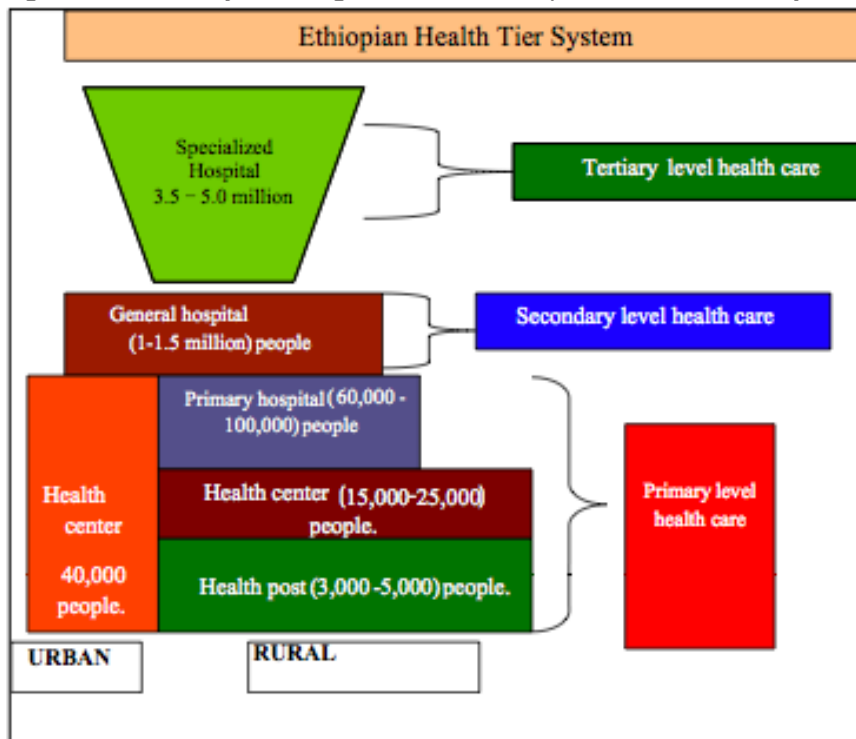 Ethiopian Health Tier System
Specialized
Hospital
3.5 – 5.0 million
Tertiary level health care
General hospital
(1-1.5 million) people
Secondary level health care
Primary hospital (60,000 -
100,000) people
Health center (15,000-25,000)
people.
Health post (3,000 -5,000) people.
Health
center
40,000
people.
Primary level
health care
URBAN
RURAL